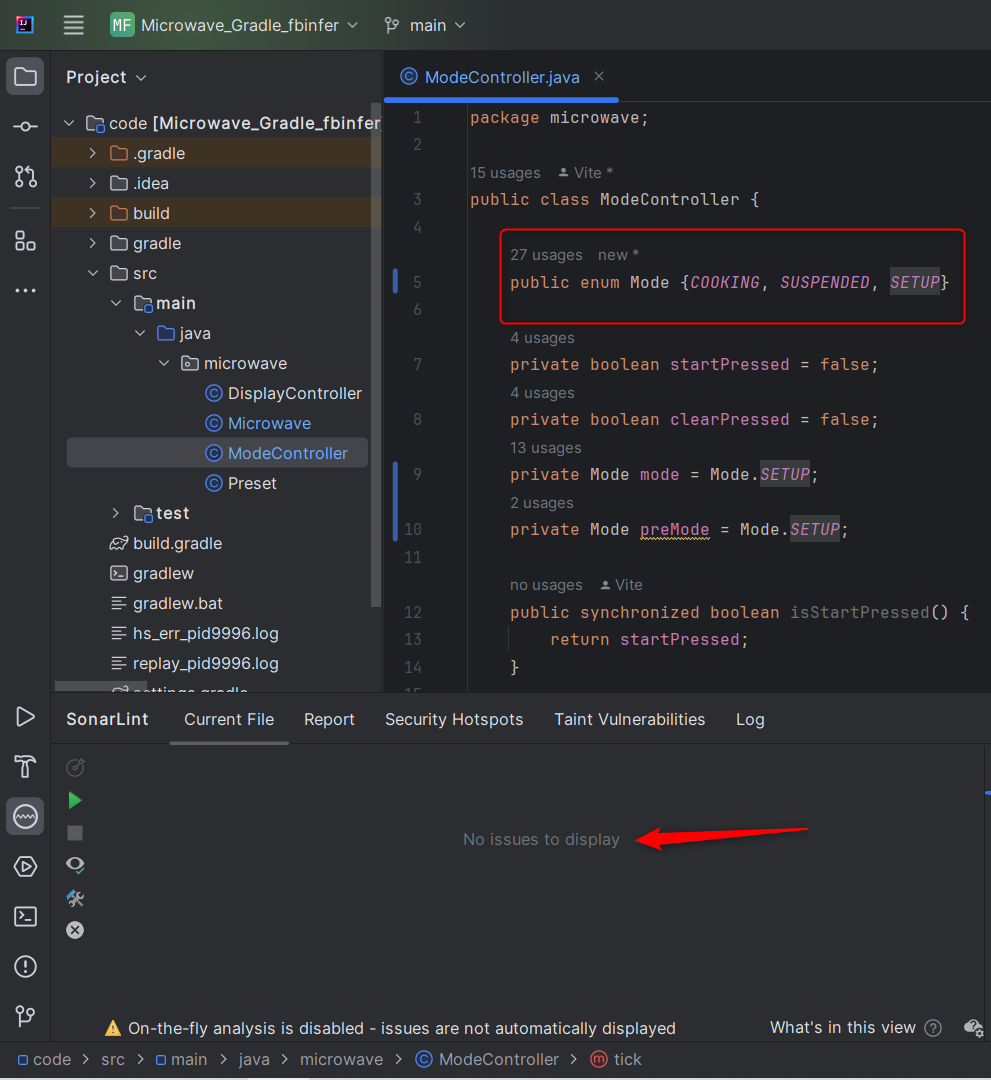 MF Microwave_Gradle_fbinfer main
Project
code [Microwave_Gradle_fbinfer
.gradle
.idea
build
gradle
src
main
java
microwave
DisplayController
Microwave
ModeController
Preset
test
build.gradle
gradlew
gradlew.bat
hs_err_pid9996.log
replay_pid9996.log
settings.gradle
ModeController.java
1 package microwave;
2
15 usages Vite *
3 public class ModeController {
4
27 usages new *
5 public enum Mode {COOKING, SUSPENDED, SETUP}
6
4 usages
7 private boolean startPressed = false;
4 usages
8 private boolean clearPressed = false;
13 usages
9 private Mode mode = Mode.SETUP;
2 usages
10 private Mode preMode = Mode.SETUP;
11
no usages Vite
12 public synchronized boolean isStartPressed() {
13 return startPressed;
14 }
15
SonarLint Current File Report Security Hotspots Taint Vulnerabilities Log
No issues to display
On-the-fly analysis is disabled - issues are not automatically displayed What's in this view ?
code > src > main > java > microwave > ModeController > tick